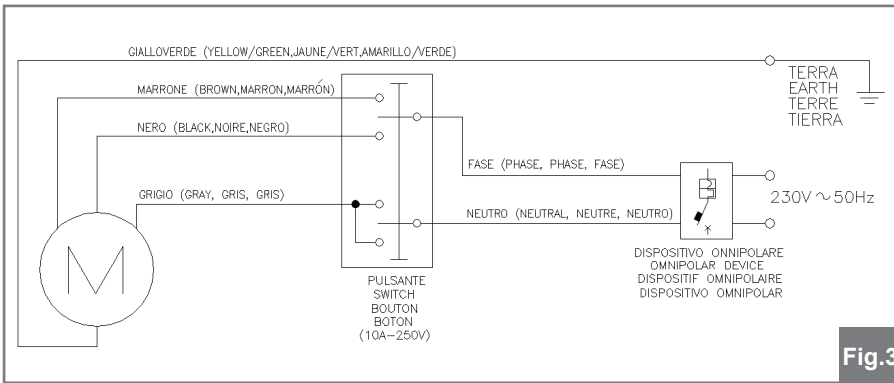 GIALLOVERDE (YELLOW/GREEN,JAUNE/VERT,AMARILLO/VERDE)
TERRA
EARTH
TERRE
TIERRA
MARRONE (BROWN,MARRON,MARRÓN)
NERO (BLACK,NOIRE,NEGRO)
FASE (PHASE, PHASE, FASE)
GRIGIO (GRAY, GRIS, GRIS)
230V ~ 50Hz
NEUTRO (NEUTRAL, NEUTRE, NEUTRO)
M
DISPOSITIVO ONNIPOLARE
OMNIPOLAR DEVICE
DISPOSITIF OMNIPOLAIRE
DISPOSITIVO OMNIPOLAR
PULSANTE
SWITCH
BOUTON
BOTON
(10A-250V)
Fig.3